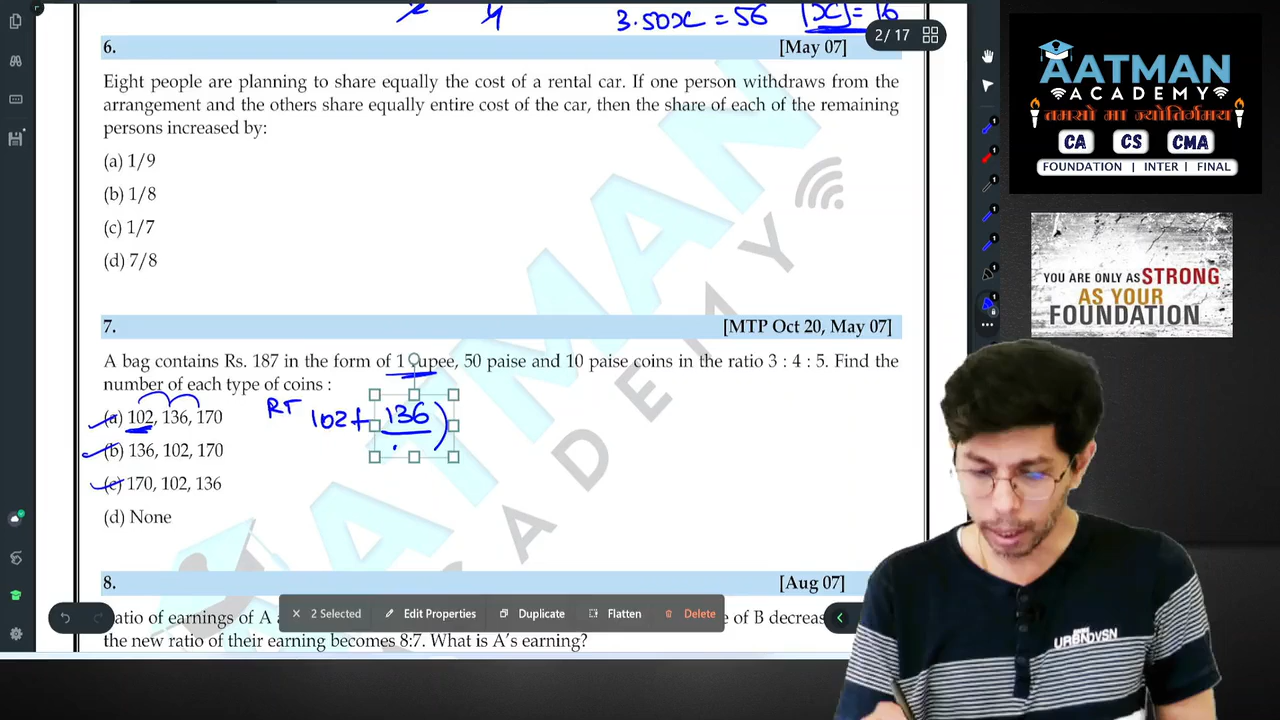 3.50x = 56 |x| = 16
2/ 17
6. [May 07]
Eight people are planning to share equally the cost of a rental car. If one person withdraws from the
arrangement and the others share equally entire cost of the car, then the share of each of the remaining
persons increased by:
(a) 1/9
(b) 1/8
(c) 1/7
(d) 7/8
7. [MTP Oct 20, May 07]
A bag contains Rs. 187 in the form of 1 rupee, 50 paise and 10 paise coins in the ratio 3 : 4 : 5. Find the
number of each type of coins :
(a) 102, 136, 170
RT 102 + 136
(b) 136, 102, 170
(c) 170, 102, 136
(d) None
8. [Aug 07]
Ratio of earnings of A e of B decreas
the new ratio of their earning becomes 8:7. What is A's earning?
× 2 Selected Edit Properties Duplicate Flatten Delete
AATMAN
ACADEMY
तमसो मा ज्योतिर्गमय
CA CS CMA
FOUNDATION | INTER | FINAL
YOU ARE ONLY AS STRONG
AS YOUR
FOUNDATION
URBNDVSN
AATMAN
ACADEMY